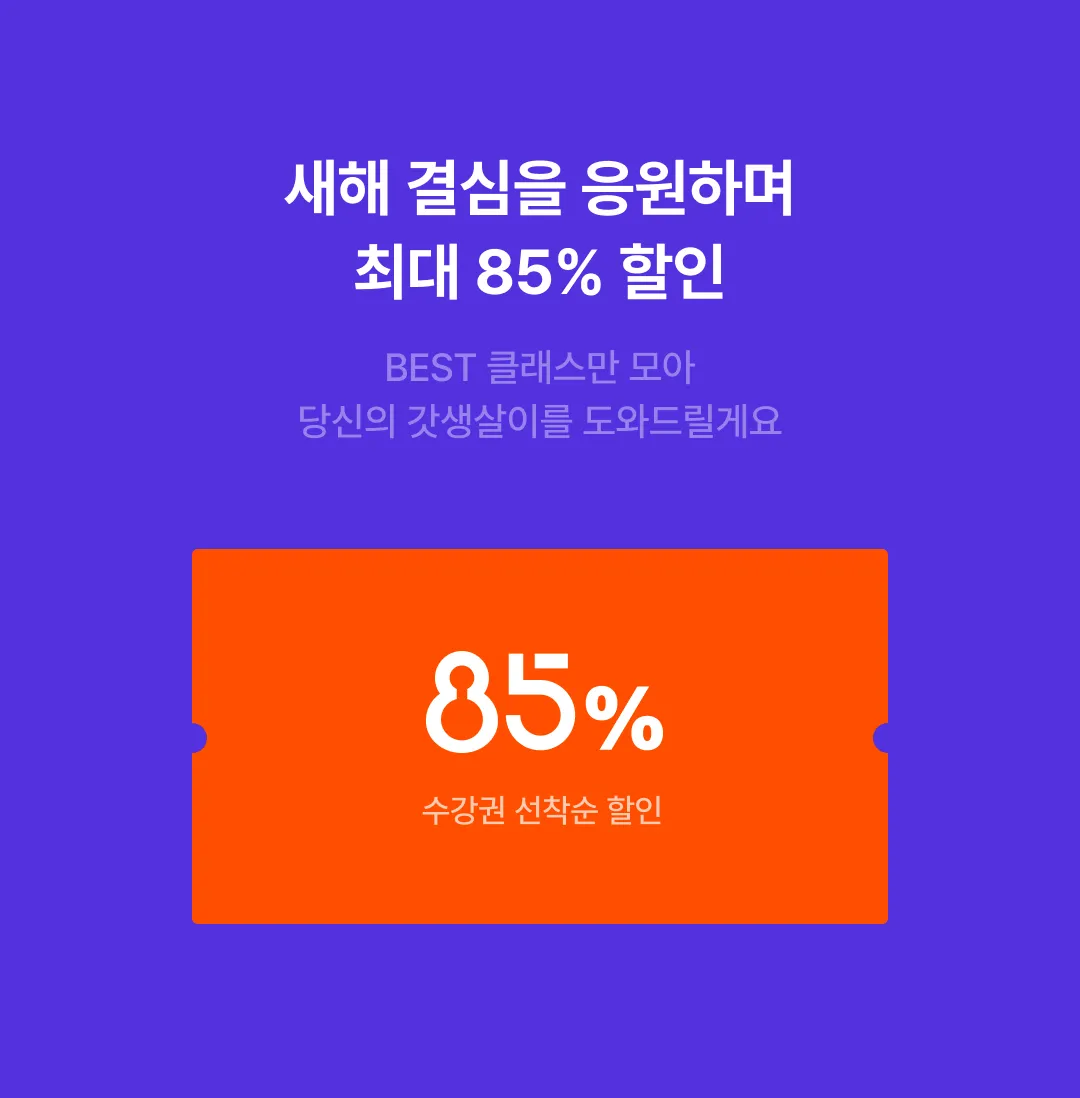 새해 결심을 응원하며
최대 85% 할인
BEST 클래스만 모아
당신의 갓생살이를 도와드릴게요
85%
수강권 선착순 할인